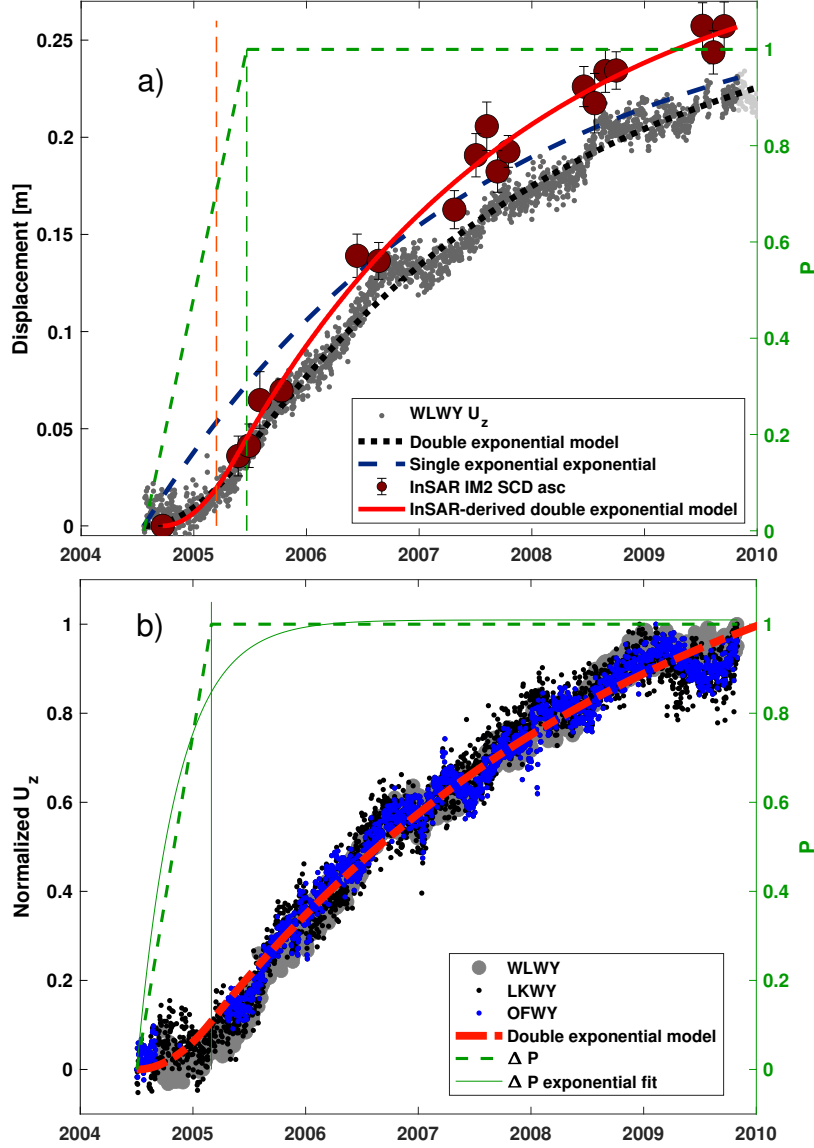 a)
0.25
0.2
0.15
0.1
0.05
0
Displacement [m]
1
0.8
0.6
0.4
0.2
0
P
WLWY U_z
Double exponential model
Single exponential exponential
InSAR IM2 SCD asc
InSAR-derived double exponential model
2004 2005 2006 2007 2008 2009 2010
b)
1
0.8
0.6
0.4
0.2
0
Normalized U_z
1
0.8
0.6
0.4
0.2
0
P
WLWY
LKWY
OFWY
Double exponential model
Δ P
Δ P exponential fit
2004 2005 2006 2007 2008 2009 2010